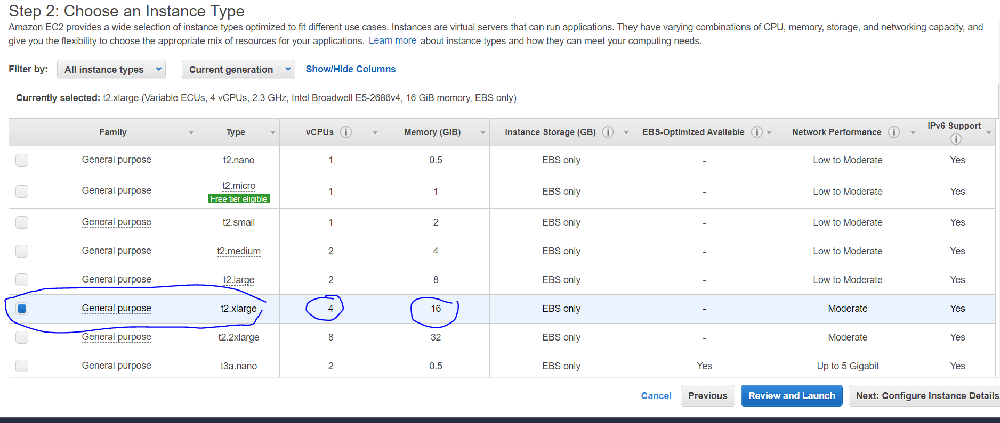 Step 2: Choose an Instance Type
Amazon EC2 provides a wide selection of instance types optimized to fit different use cases. Instances are virtual servers that can run applications. They have varying combinations of CPU, memory, storage, and networking capacity, and
give you the flexibility to choose the appropriate mix of resources for your applications. Learn more about instance types and how they can meet your computing needs.
Filter by: All instance types Current generation Show/Hide Columns
Currently selected: t2.xlarge (Variable ECUs, 4 vCPUs, 2.3 GHz, Intel Broadwell E5-2686v4, 16 GiB memory, EBS only)
Family Type vCPUs Memory (GiB) Instance Storage (GB) EBS-Optimized Available Network Performance IPv6 Support
General purpose t2.nano 1 0.5 EBS only - Low to Moderate Yes
General purpose t2.micro Free tier eligible 1 1 EBS only - Low to Moderate Yes
General purpose t2.small 1 2 EBS only - Low to Moderate Yes
General purpose t2.medium 2 4 EBS only - Low to Moderate Yes
General purpose t2.large 2 8 EBS only - Low to Moderate Yes
General purpose t2.xlarge 4 16 EBS only - Moderate Yes
General purpose t2.2xlarge 8 32 EBS only - Moderate Yes
General purpose t3a.nano 2 0.5 EBS only Yes Up to 5 Gigabit Yes
Cancel Previous Review and Launch Next: Configure Instance Details